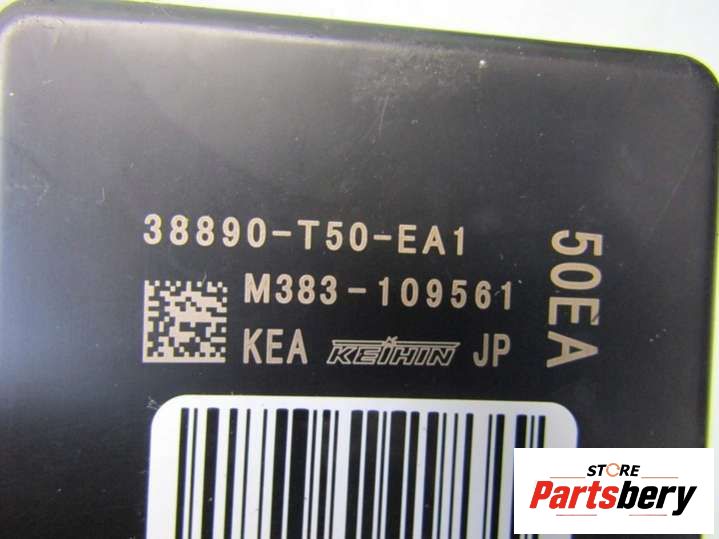 38890-T50-EA1
M383-109561
KEA KEIHIN JP
50EA
STORE
Partsbery